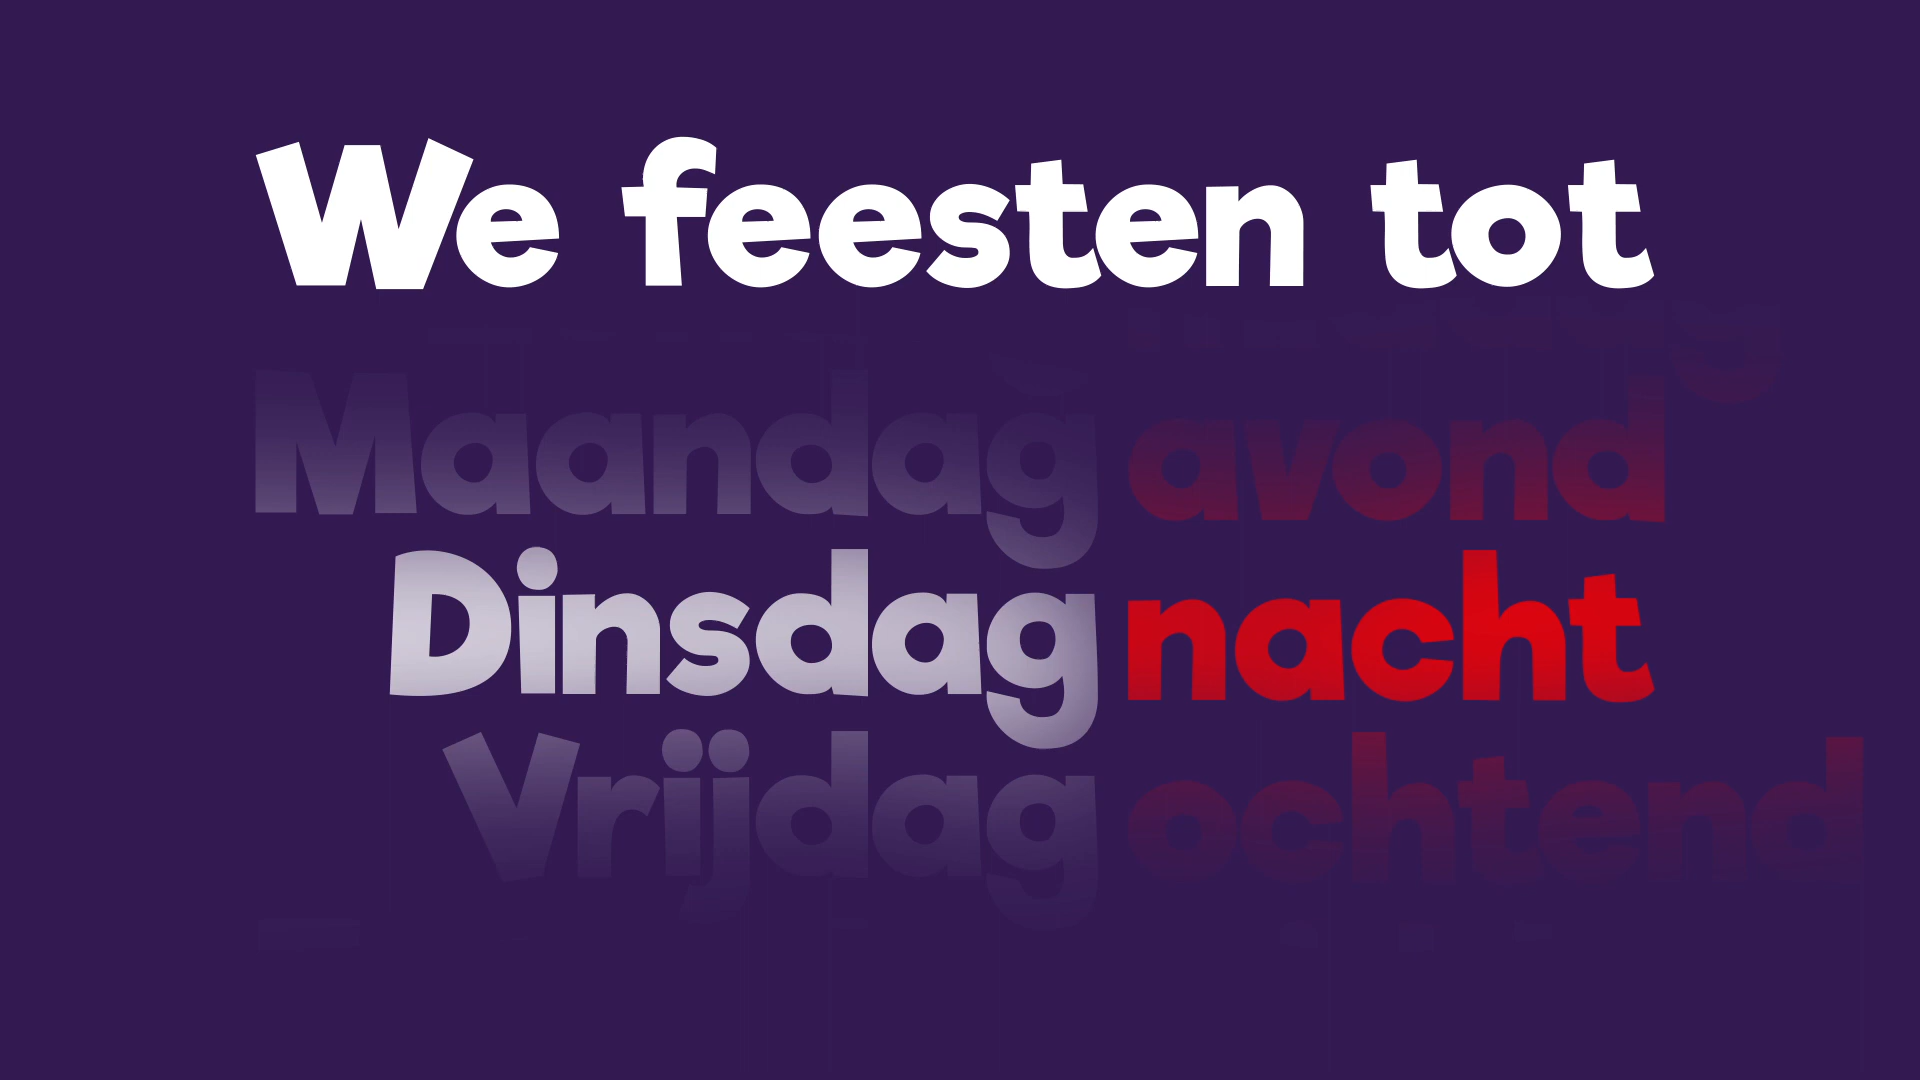 We feesten tot
Maandag avond
Dinsdag nacht
Vrijdag ochtend